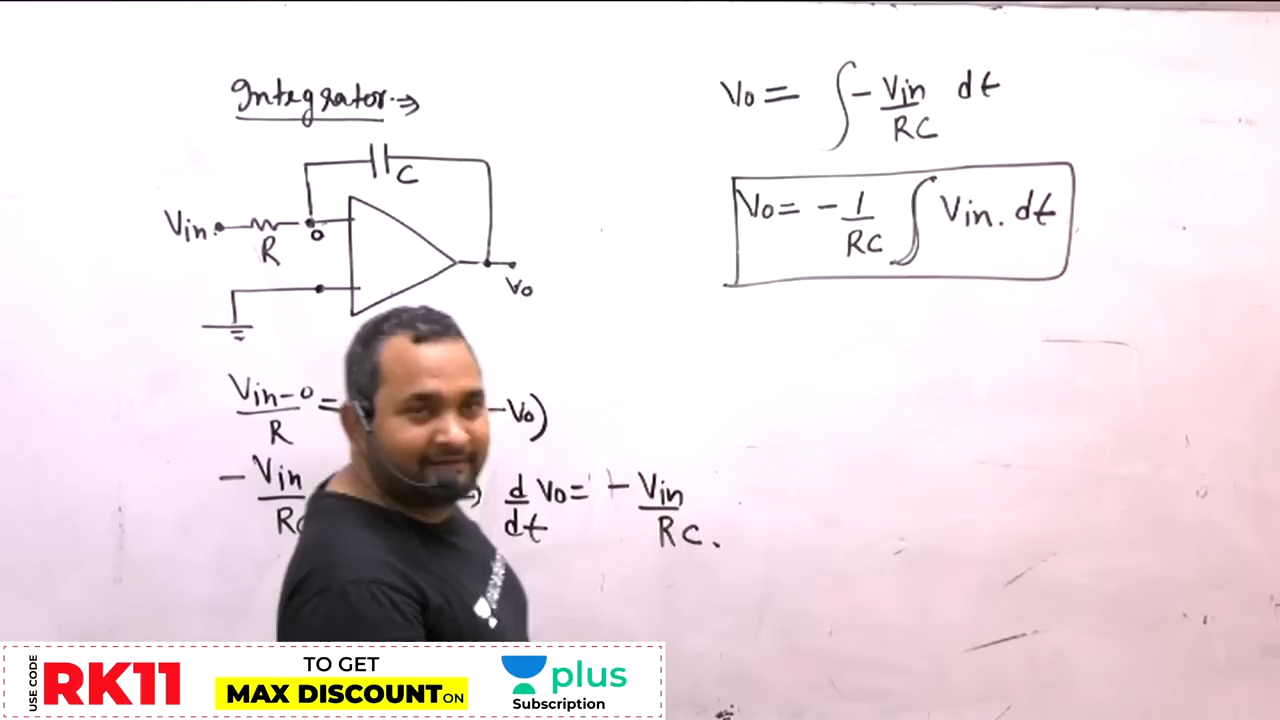 Integrator →
C
Vin
R
o
Vo
Vin-o/R = -Vo)
-Vin/RC d/dt Vo = -Vin/RC.
Vo = ∫ -Vin/RC dt
Vo = -1/RC ∫ Vin. dt
USE CODE
RK11
TO GET
MAX DISCOUNT ON
plus
Subscription